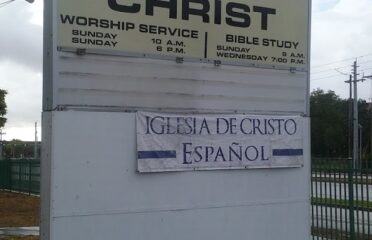 CHRIST
WORSHIP SERVICE
SUNDAY 10 A.M.
SUNDAY 6 P.M.
BIBLE STUDY
SUNDAY 9 A.M.
WEDNESDAY 7:00 P.M.
IGLESIA DE CRISTO
ESPAÑOL